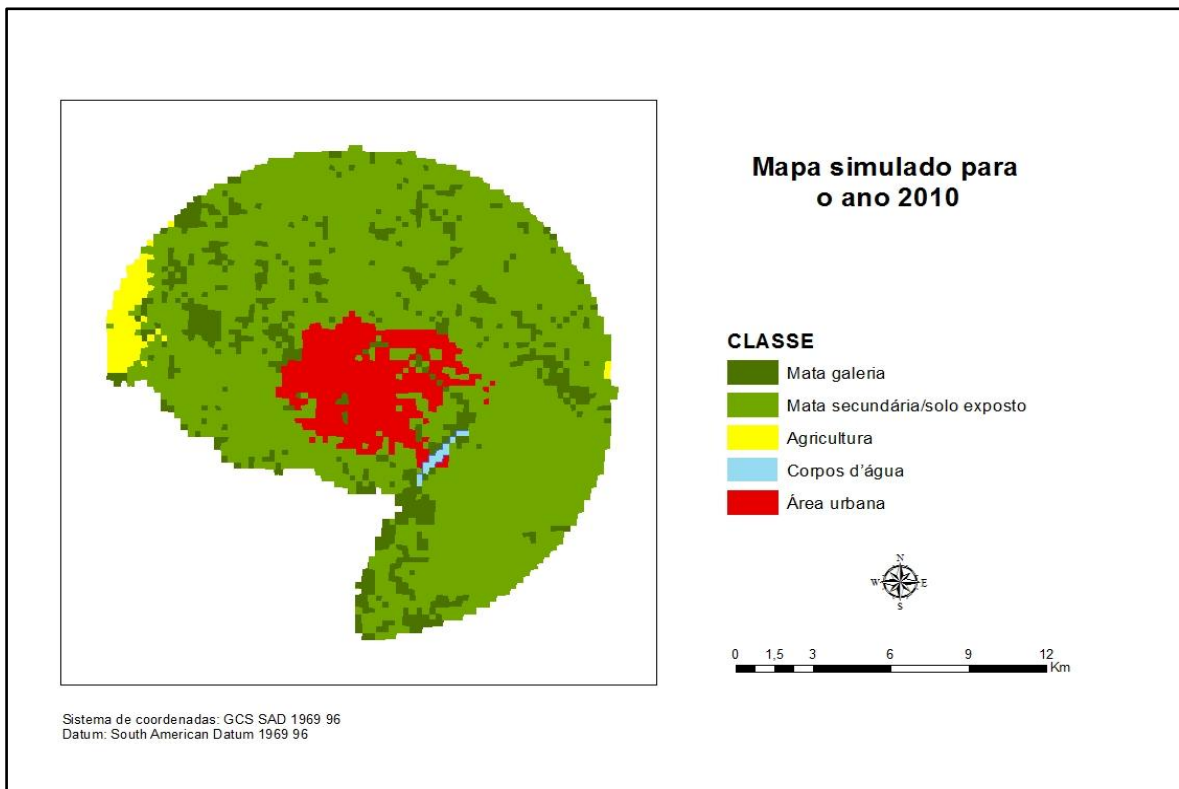 Mapa simulado para
o ano 2010
CLASSE
Mata galeria
Mata secundária/solo exposto
Agricultura
Corpos d'água
Área urbana
N
W E
S
0 1,5 3 6 9 12
Km
Sistema de coordenadas: GCS SAD 1969 96
Datum: South American Datum 1969 96